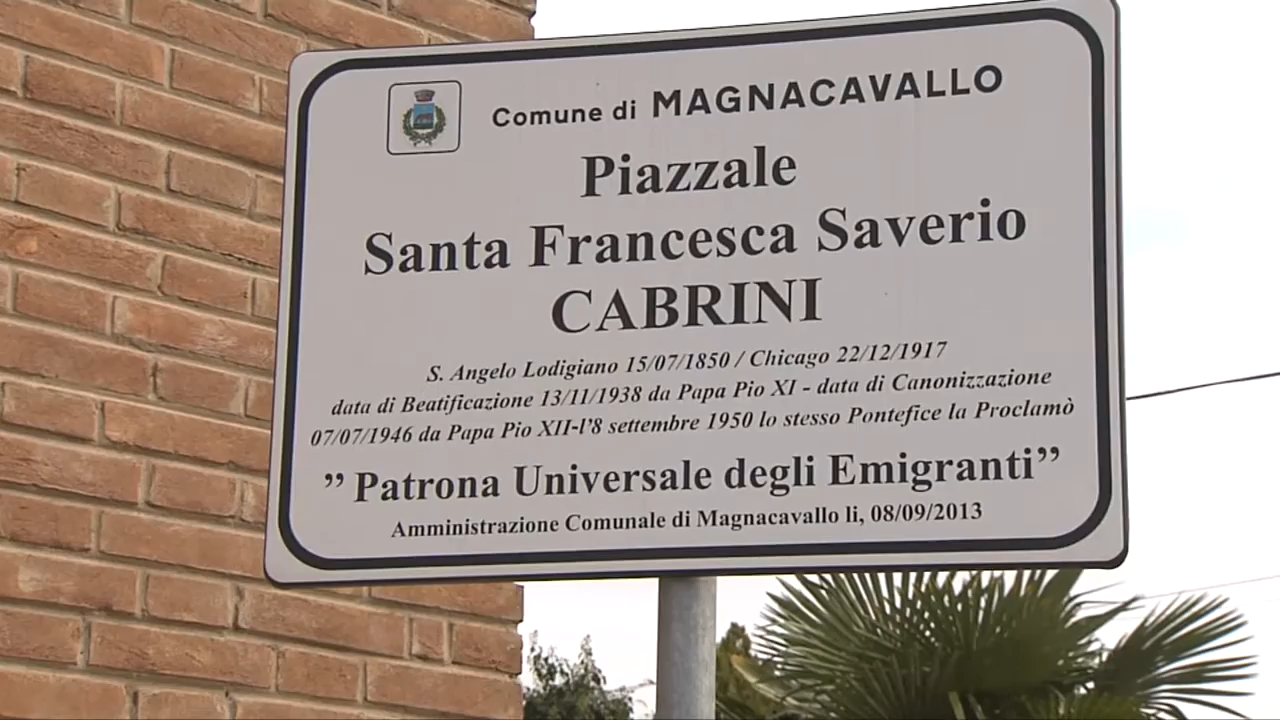 Comune di MAGNACAVALLO
Piazzale
Santa Francesca Saverio
CABRINI
S. Angelo Lodigiano 15/07/1850 / Chicago 22/12/1917
data di Beatificazione 13/11/1938 da Papa Pio XI - data di Canonizzazione
07/07/1946 da Papa Pio XII-l'8 settembre 1950 lo stesso Pontefice la Proclamò
” Patrona Universale degli Emigranti”
Amministrazione Comunale di Magnacavallo li, 08/09/2013